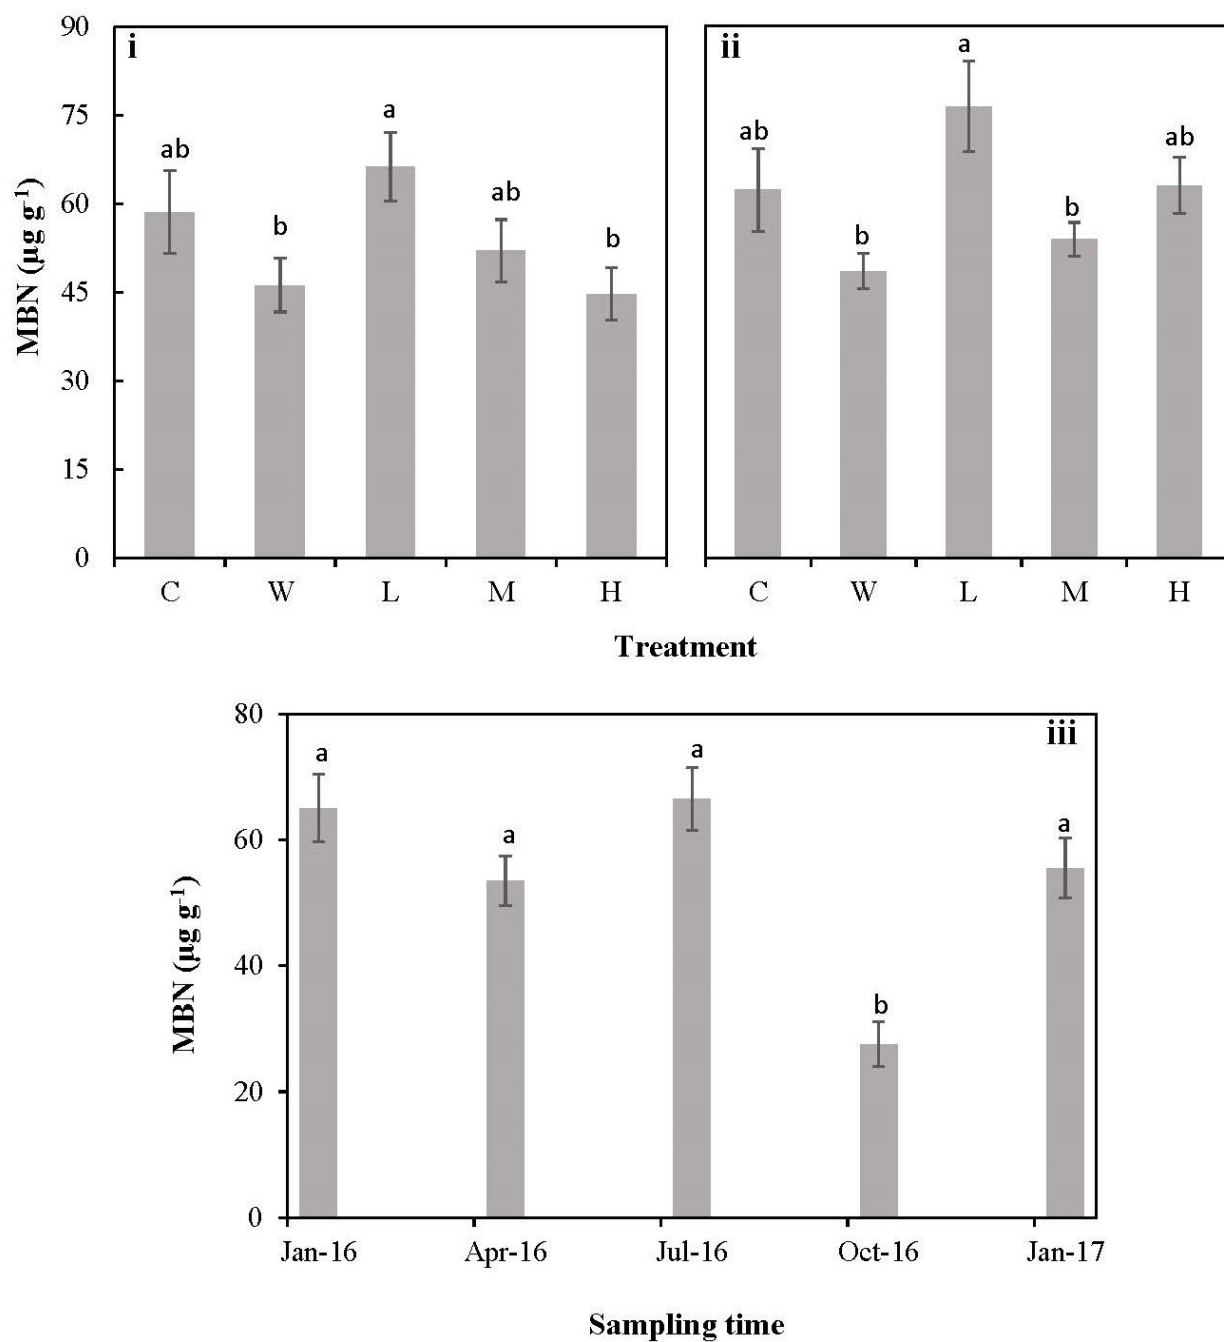 90
i
ii
a
75
a
ab
ab
ab
ab
b
b
b
b
60
45
30
15
0
MBN (µg g⁻¹)
C W L M H
C W L M H
Treatment
80
iii
a
a
a
a
60
40
b
20
0
MBN (µg g⁻¹)
Jan-16 Apr-16 Jul-16 Oct-16 Jan-17
Sampling time